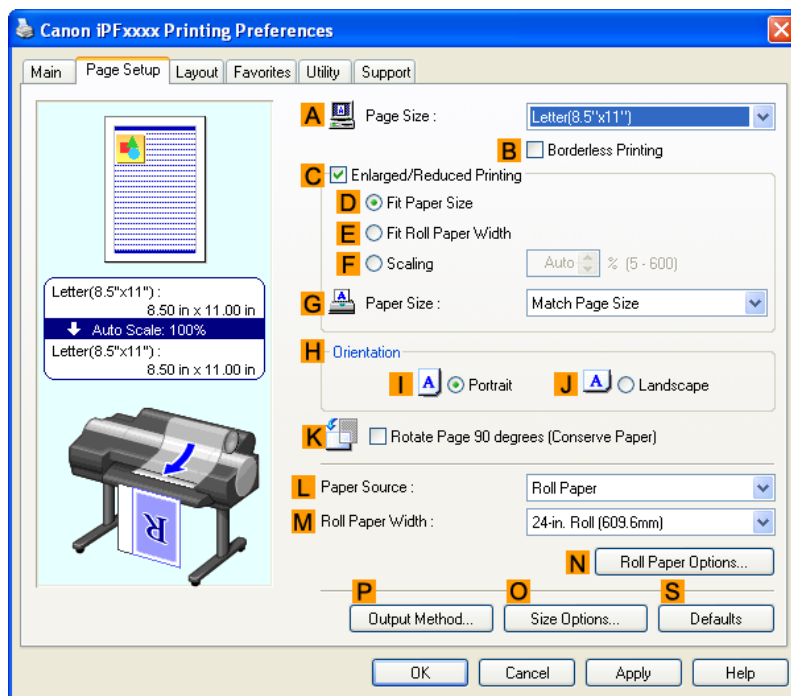 Canon iPFxxxx Printing Preferences
Main Page Setup Layout Favorites Utility Support
A Page Size : Letter(8.5"x11")
B Borderless Printing
C Enlarged/Reduced Printing
D Fit Paper Size
E Fit Roll Paper Width
F Scaling Auto % (5 - 600)
G A Paper Size : Match Page Size
Letter(8.5"x11") :
8.50 in x 11.00 in
Auto Scale: 100%
Letter(8.5"x11") :
8.50 in x 11.00 in
H Orientation
I A Portrait J A Landscape
K Rotate Page 90 degrees (Conserve Paper)
R
L Paper Source : Roll Paper
M Roll Paper Width : 24-in. Roll (609.6mm)
N Roll Paper Options...
P O S
Output Method... Size Options... Defaults
OK Cancel Apply Help